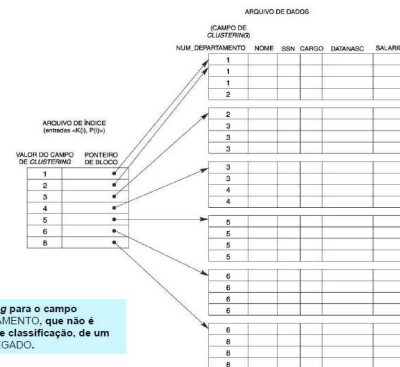 ARQUIVO DE DADOS
(CAMPO DE
CLUSTERING)
NUM_DEPARTAMENTO NOME SSN CARGO DATANASC SALARIO
1
1
1
2
2
3
3
3
3
3
4
4
5
5
5
5
6
6
6
6
6
8
8
8
ARQUIVO DE ÍNDICE
(entradas <K(i), P(i)>)
VALOR DO CAMPO PONTEIRO
DE CLUSTERING DE BLOCO
1
2
3
4
5
6
8
g para o campo
AMENTO, que não é
e classificação, de um
EGADO.